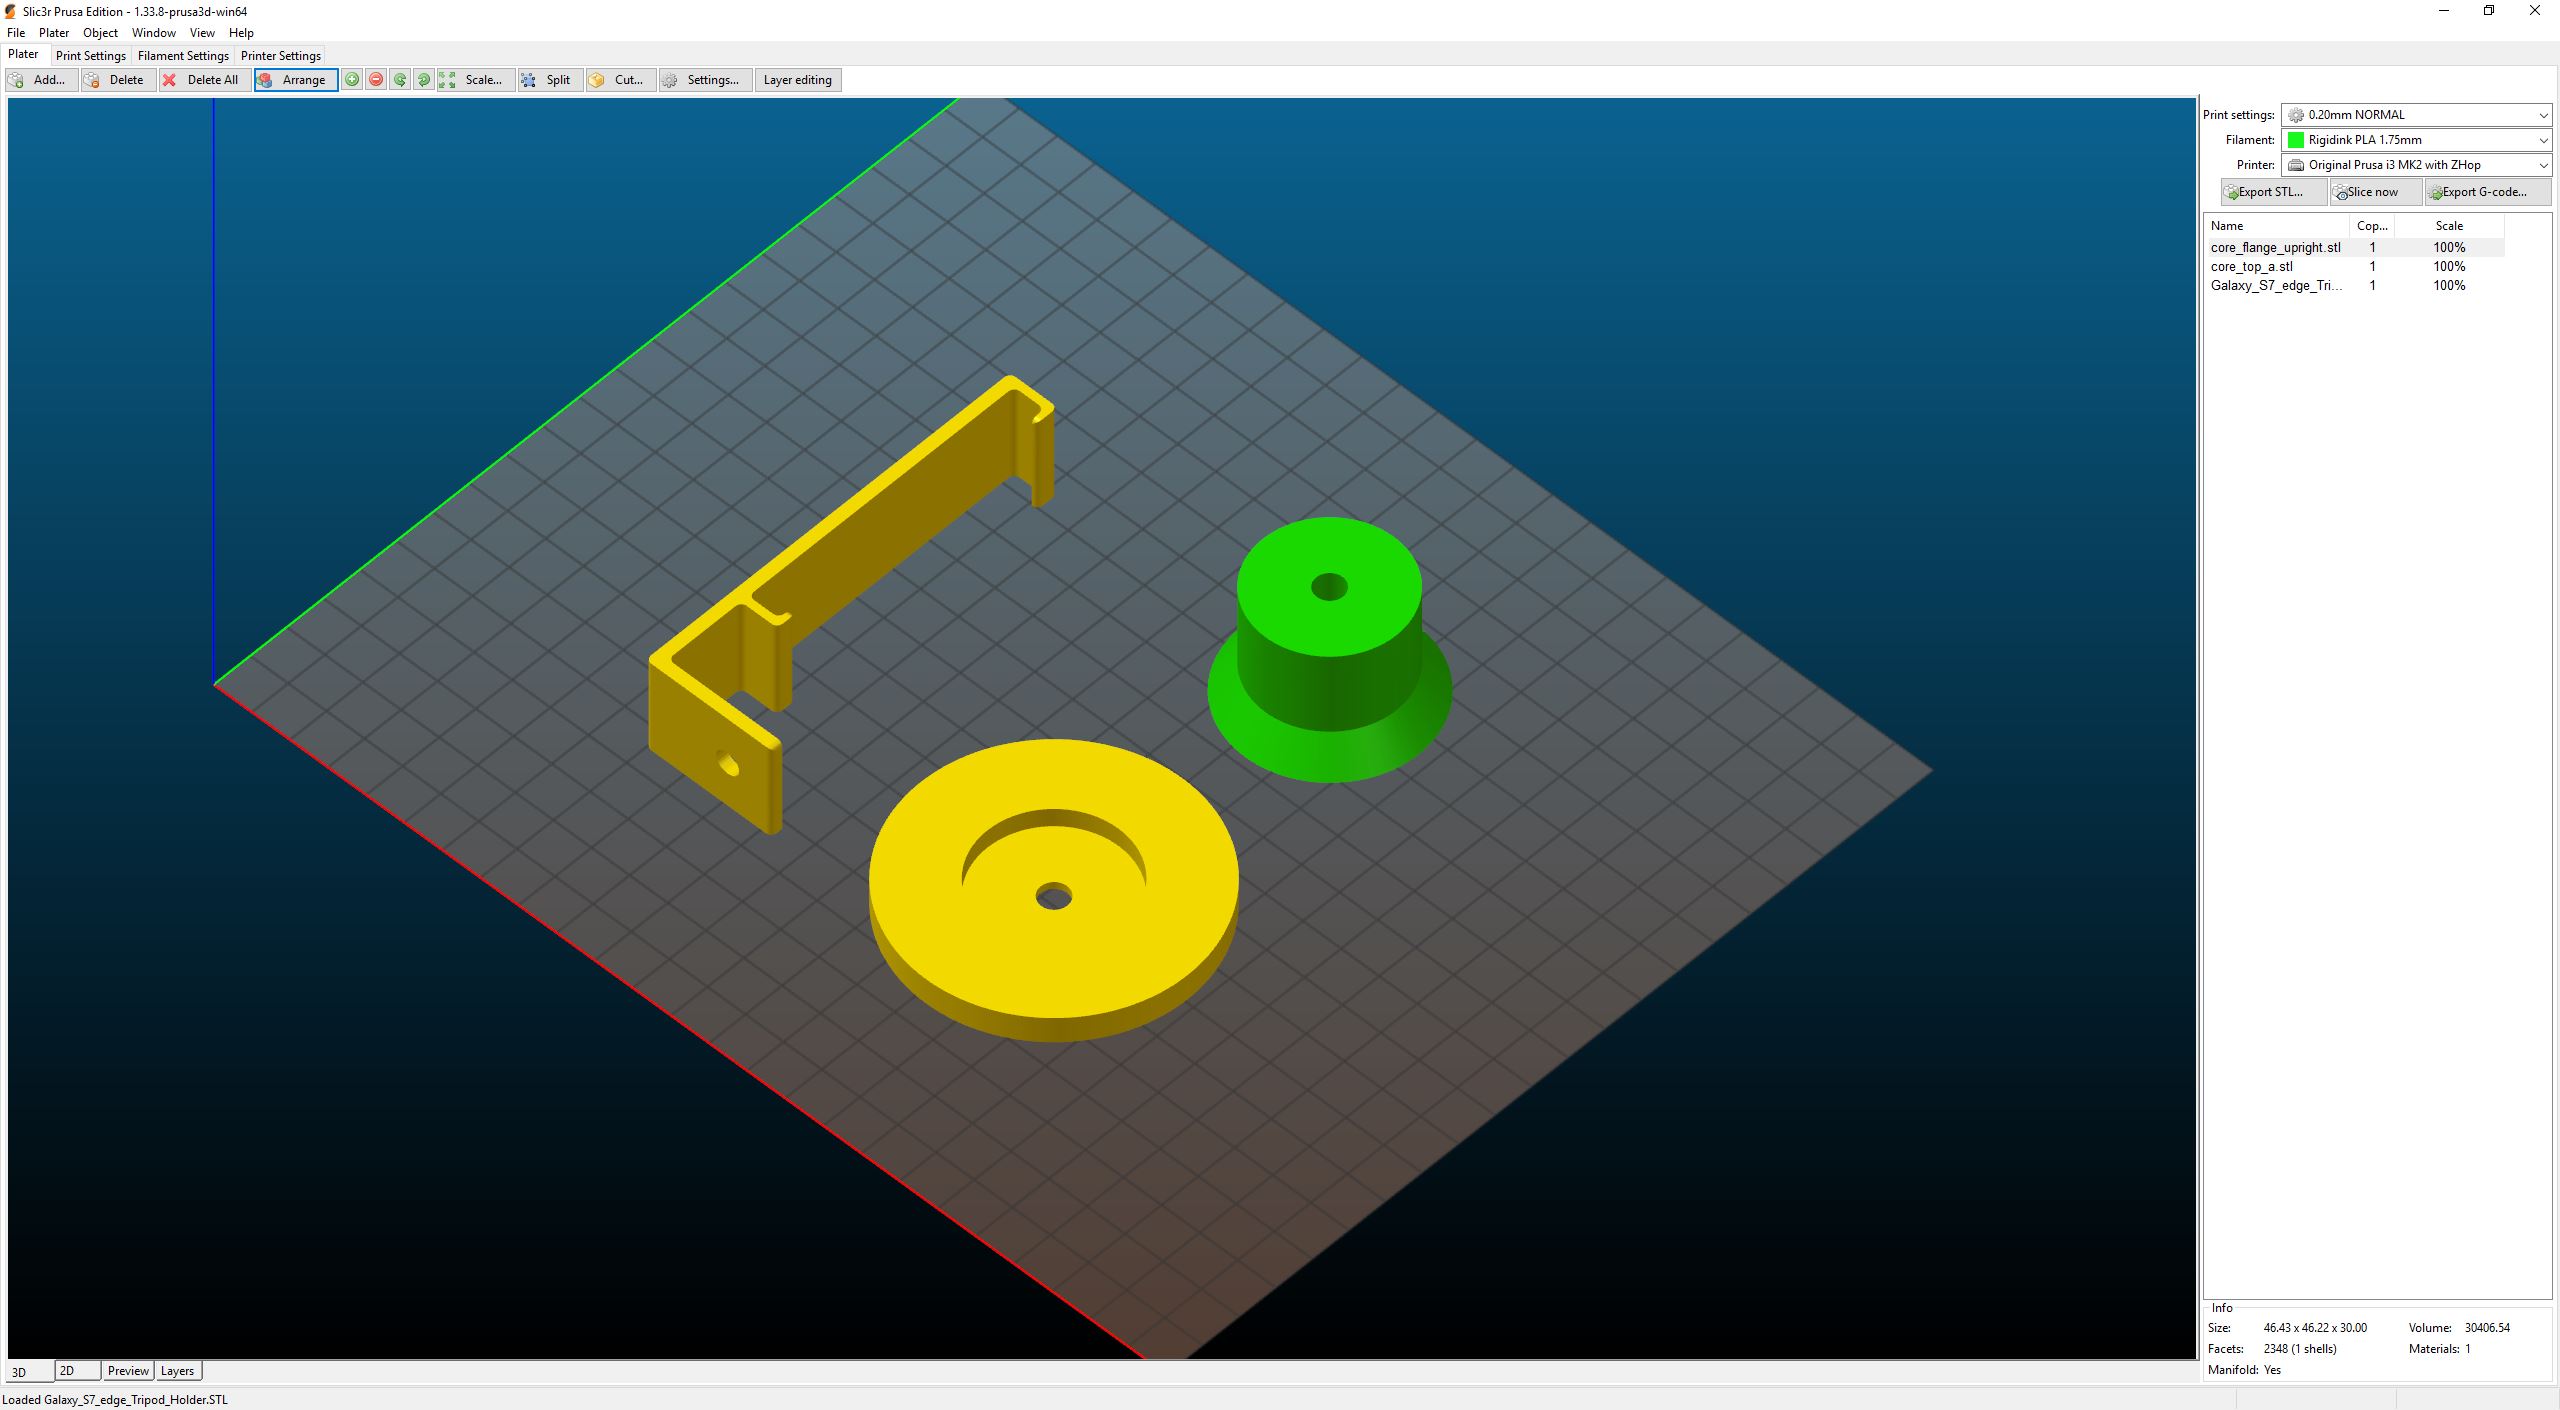 Slic3r Prusa Edition - 1.33.8-prusa3d-win64
File Plater Object Window View Help
Plater Print Settings Filament Settings Printer Settings
Add... Delete Delete All Arrange Scale... Split Cut... Settings... Layer editing
Print settings: 0.20mm NORMAL
Filament: Rigidink PLA 1.75mm
Printer: Original Prusa i3 MK2 with ZHop
Export STL... Slice now Export G-code...
Name Cop... Scale
core_flange_upright.stl 1 100%
core_top_a.stl 1 100%
Galaxy_S7_edge_Tri... 1 100%
Info
Size: 46.43 x 46.22 x 30.00 Volume: 30406.54
Facets: 2348 (1 shells) Materials: 1
Manifold: Yes
3D 2D Preview Layers
Loaded Galaxy_S7_edge_Tripod_Holder.STL